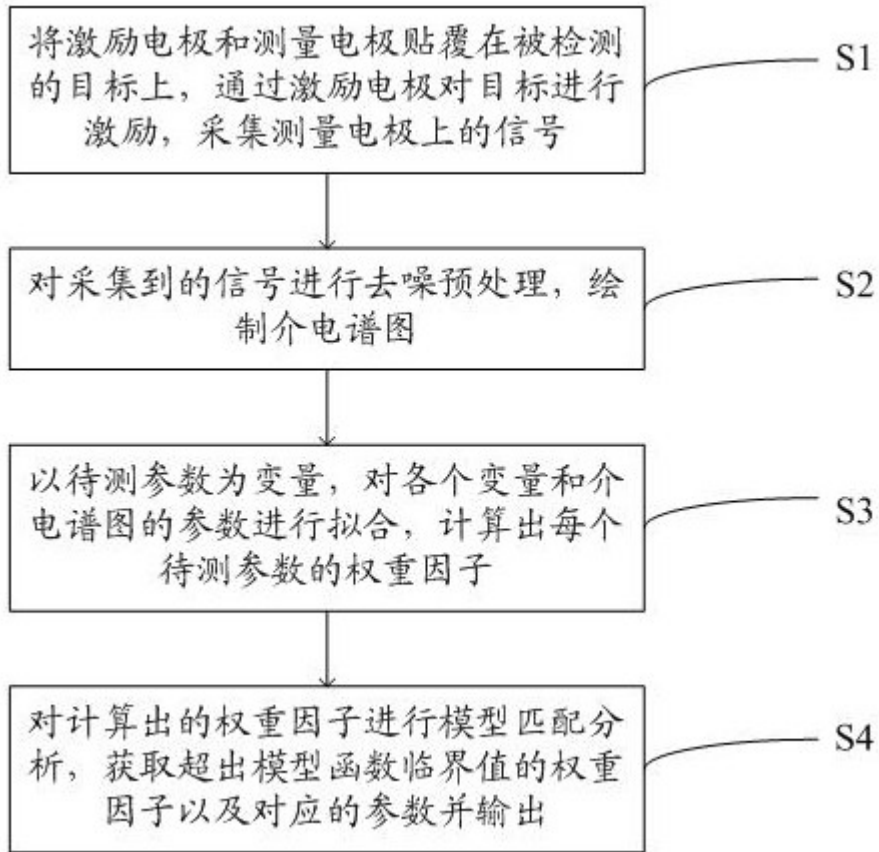 将激励电极和测量电极贴覆在被检测
的目标上，通过激励电极对目标进行
激励，采集测量电极上的信号
S1
对采集到的信号进行去噪预处理，绘
制介电谱图
S2
以待测参数为变量，对各个变量和介
电谱图的参数进行拟合，计算出每个
待测参数的权重因子
S3
对计算出的权重因子进行模型匹配分
析，获取超出模型函数临界值的权重
因子以及对应的参数并输出
S4